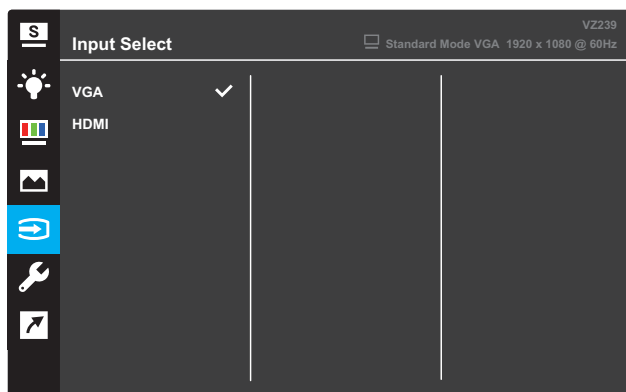 S
VZ239
Input Select
Standard Mode VGA 1920 x 1080 @ 60Hz
VGA
HDMI